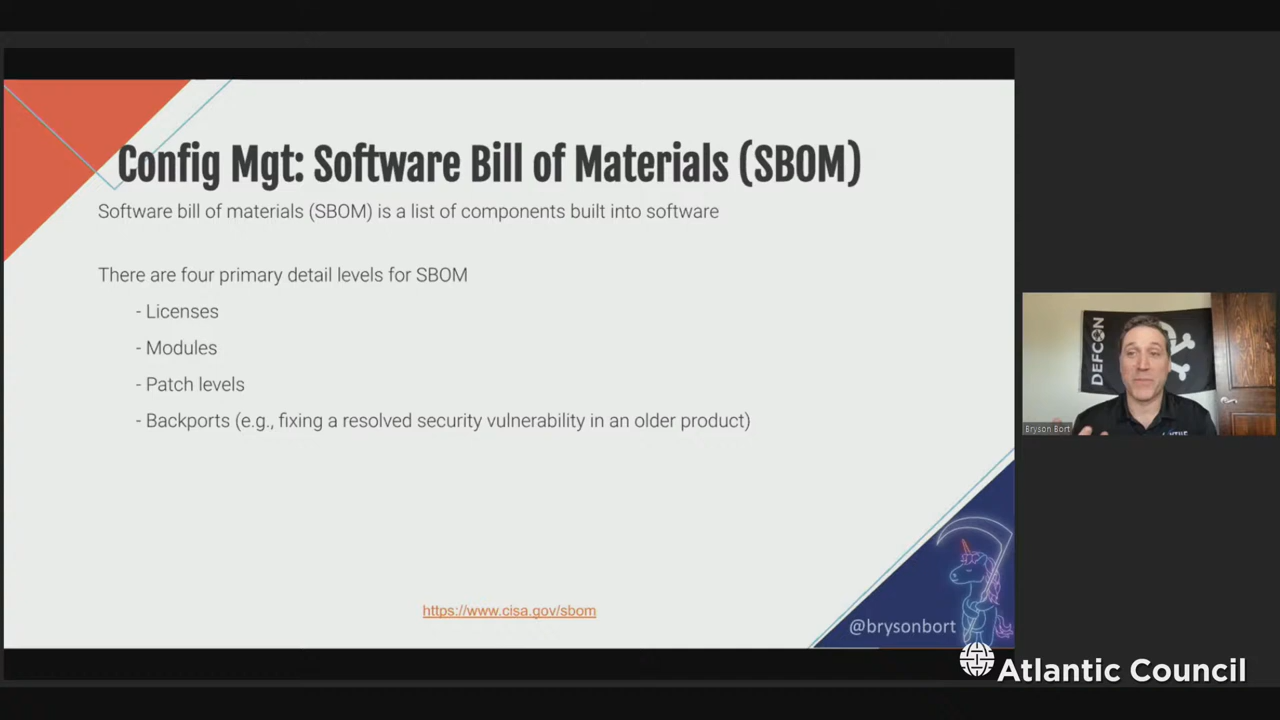 Config Mgt: Software Bill of Materials (SBOM)
Software bill of materials (SBOM) is a list of components built into software
There are four primary detail levels for SBOM
- Licenses
- Modules
- Patch levels
- Backports (e.g., fixing a resolved security vulnerability in an older product)
https://www.cisa.gov/sbom
@brysonbort
DEFCON
Bryson Bort
Atlantic Council